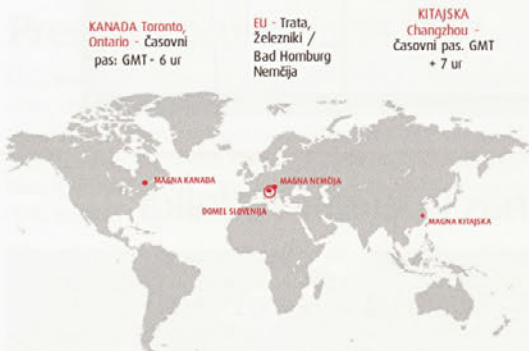 KANADA Toronto,
Ontario - Časovni
pas: GMT - 6 ur
EU - Trata,
Železniki /
Bad Homburg
Nemčija
KITAJSKA
Changzhou -
Časovni pas. GMT
+ 7 ur
MAGNA KANADA
MAGNA NEMČIJA
DOMEL SLOVENIJA
MAGNA KITAJSKA